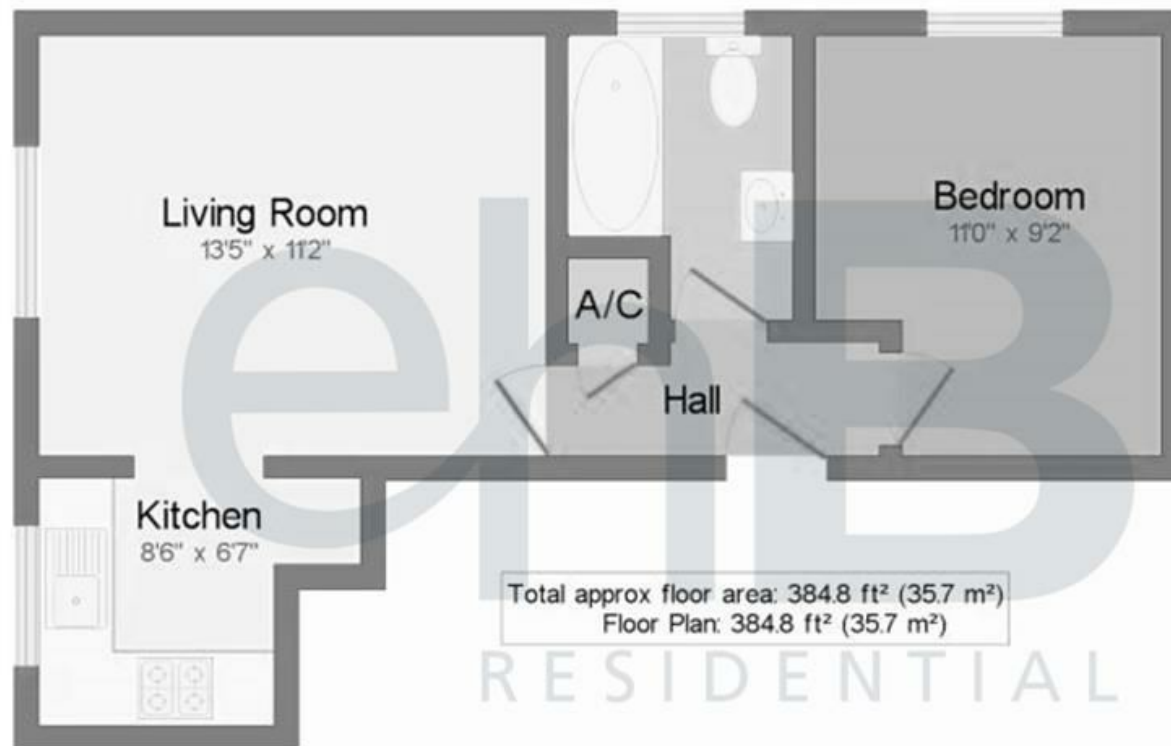 Living Room
13'5" x 11'2"
Bedroom
11'0" x 9'2"
A/C
Hall
Kitchen
8'6" x 6'7"
Total approx floor area: 384.8 ft² (35.7 m²)
Floor Plan: 384.8 ft² (35.7 m²)
ehB
RESIDENTIAL